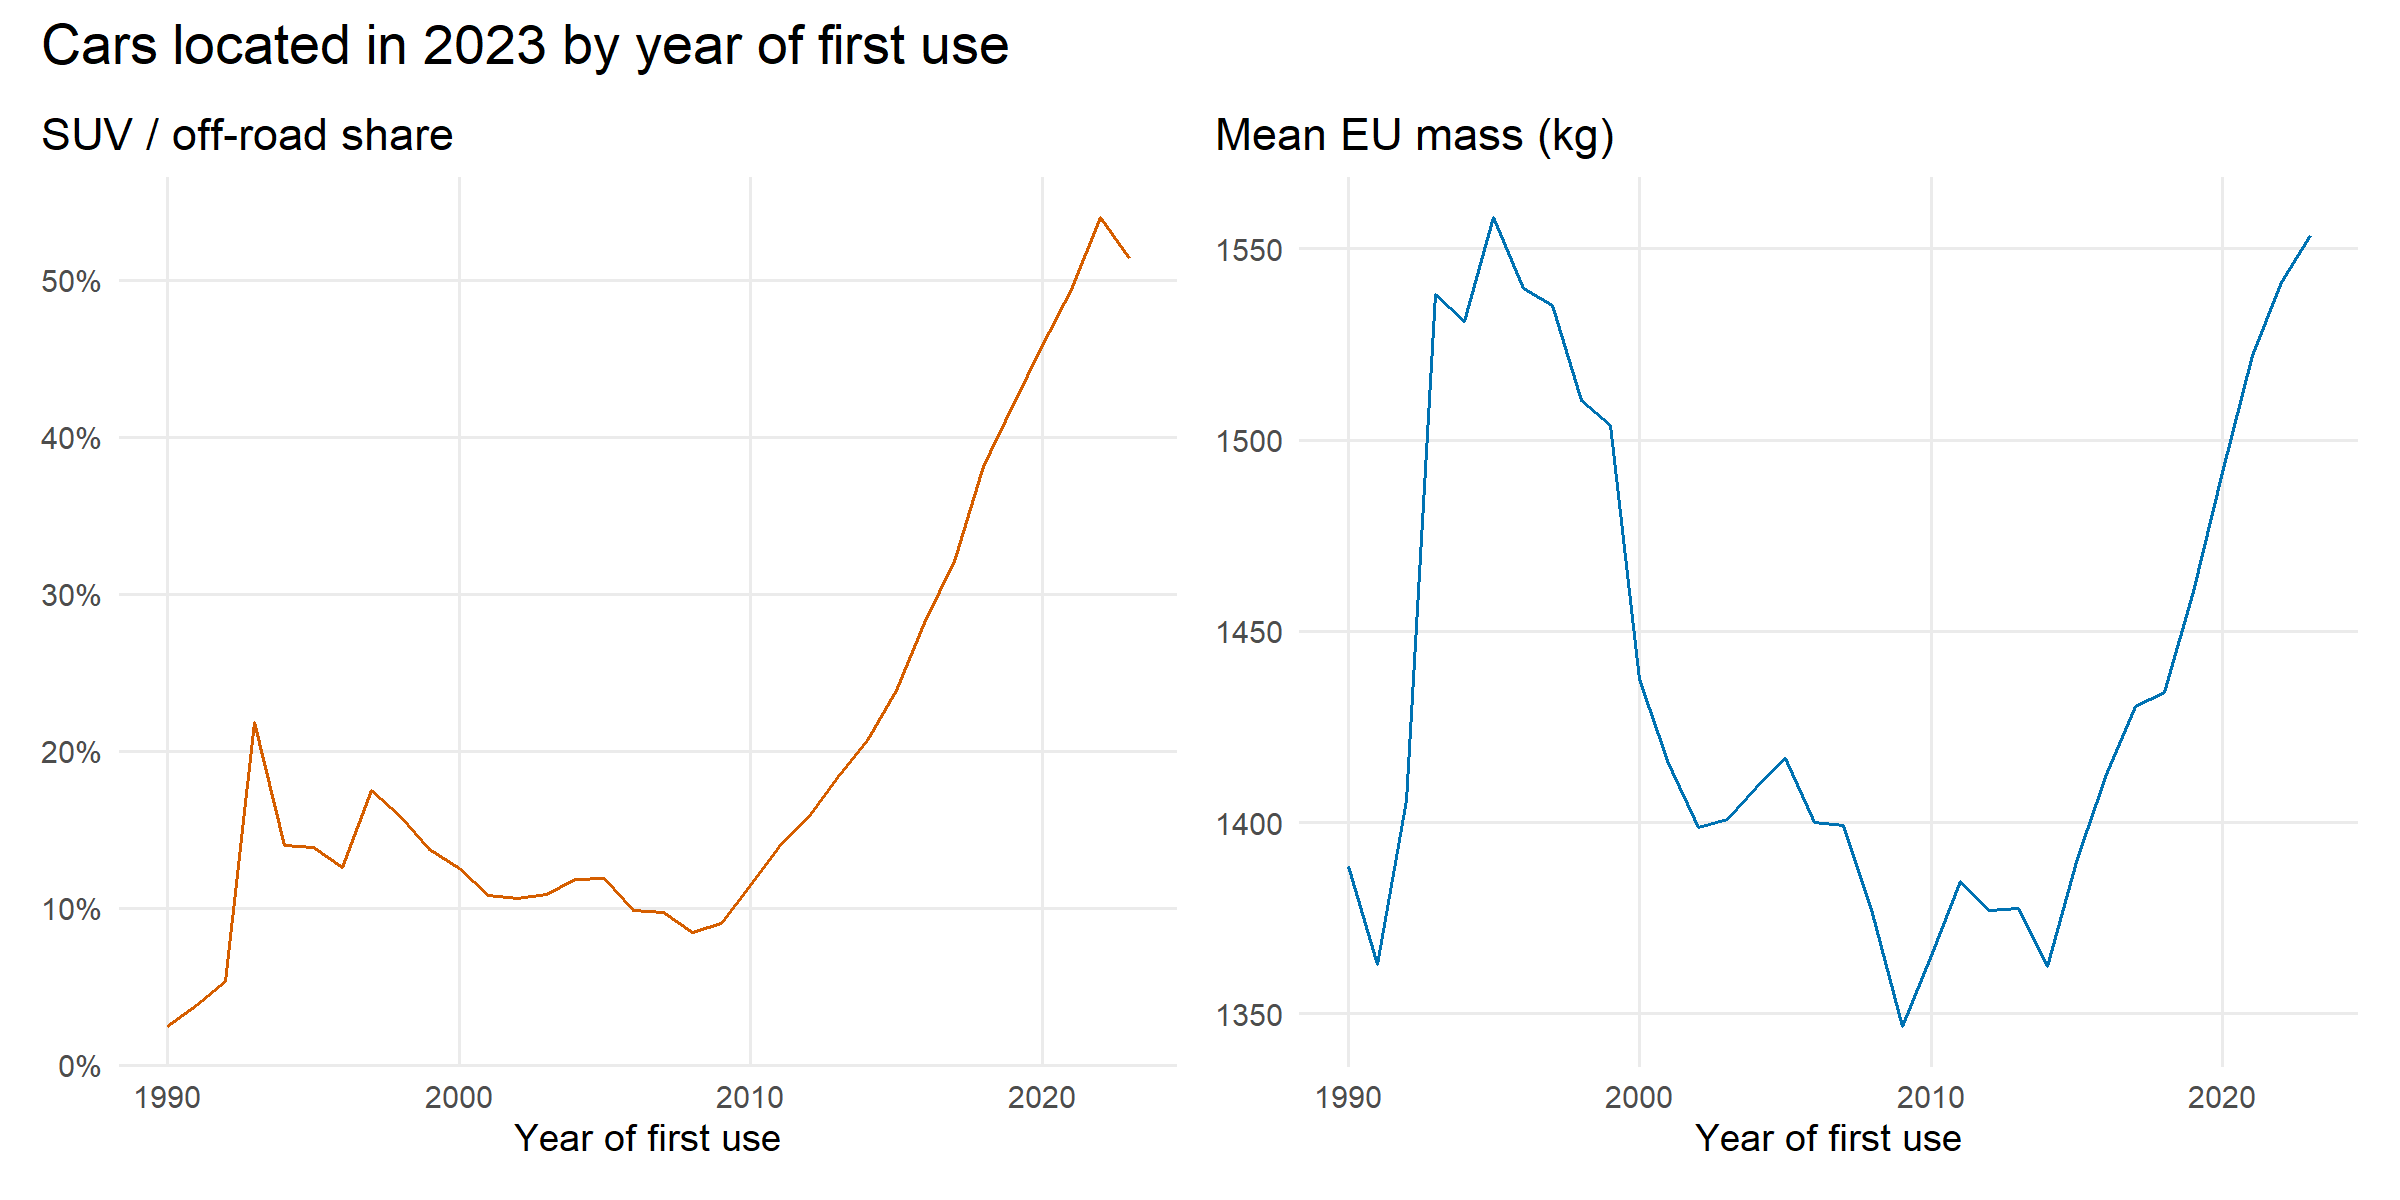 Cars located in 2023 by year of first use
SUV / off-road share
50%
40%
30%
20%
10%
0%
1990 2000 2010 2020
Year of first use
Mean EU mass (kg)
1550
1500
1450
1400
1350
1990 2000 2010 2020
Year of first use